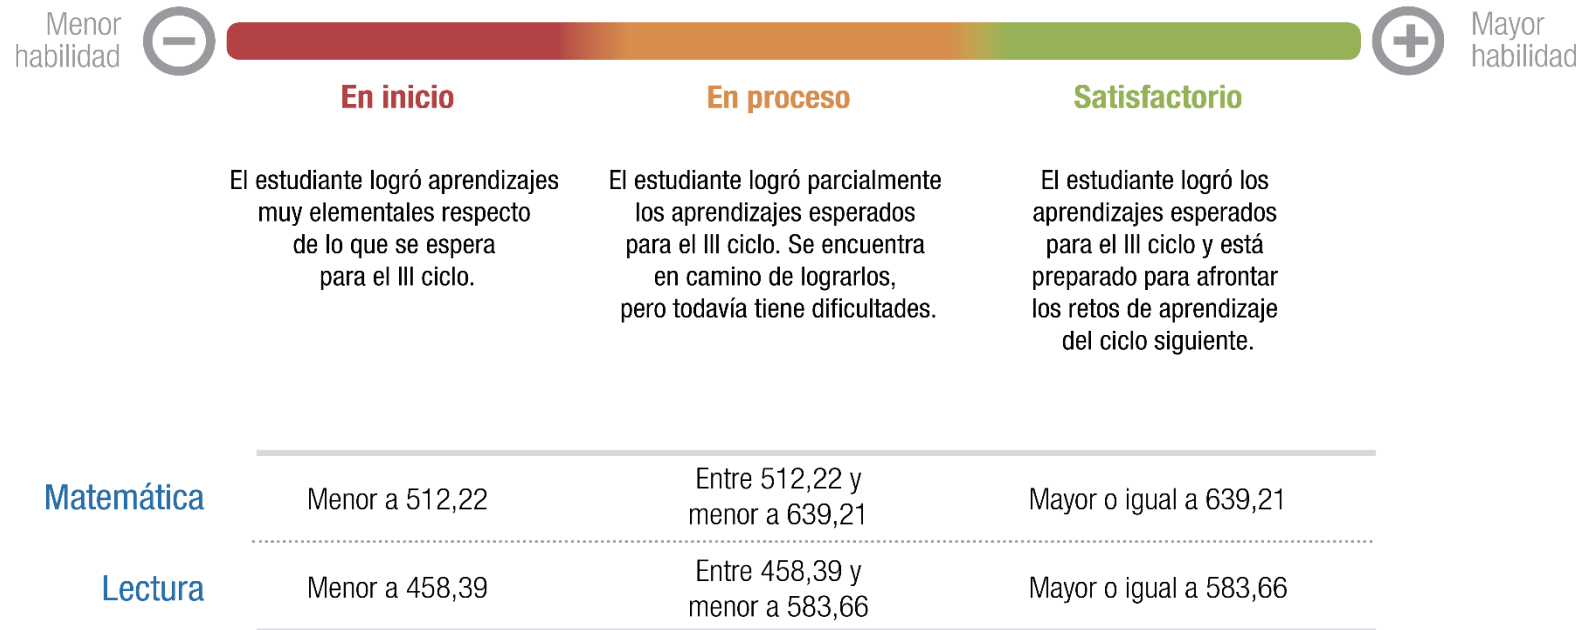 Menor
habilidad
Mayor
habilidad
En inicio
En proceso
Satisfactorio
El estudiante logró aprendizajes
muy elementales respecto
de lo que se espera
para el III ciclo.
El estudiante logró parcialmente
los aprendizajes esperados
para el III ciclo. Se encuentra
en camino de lograrlos,
pero todavía tiene dificultades.
El estudiante logró los
aprendizajes esperados
para el III ciclo y está
preparado para afrontar
los retos de aprendizaje
del ciclo siguiente.
Matemática
Menor a 512,22
Entre 512,22 y
menor a 639,21
Mayor o igual a 639,21
Lectura
Menor a 458,39
Entre 458,39 y
menor a 583,66
Mayor o igual a 583,66